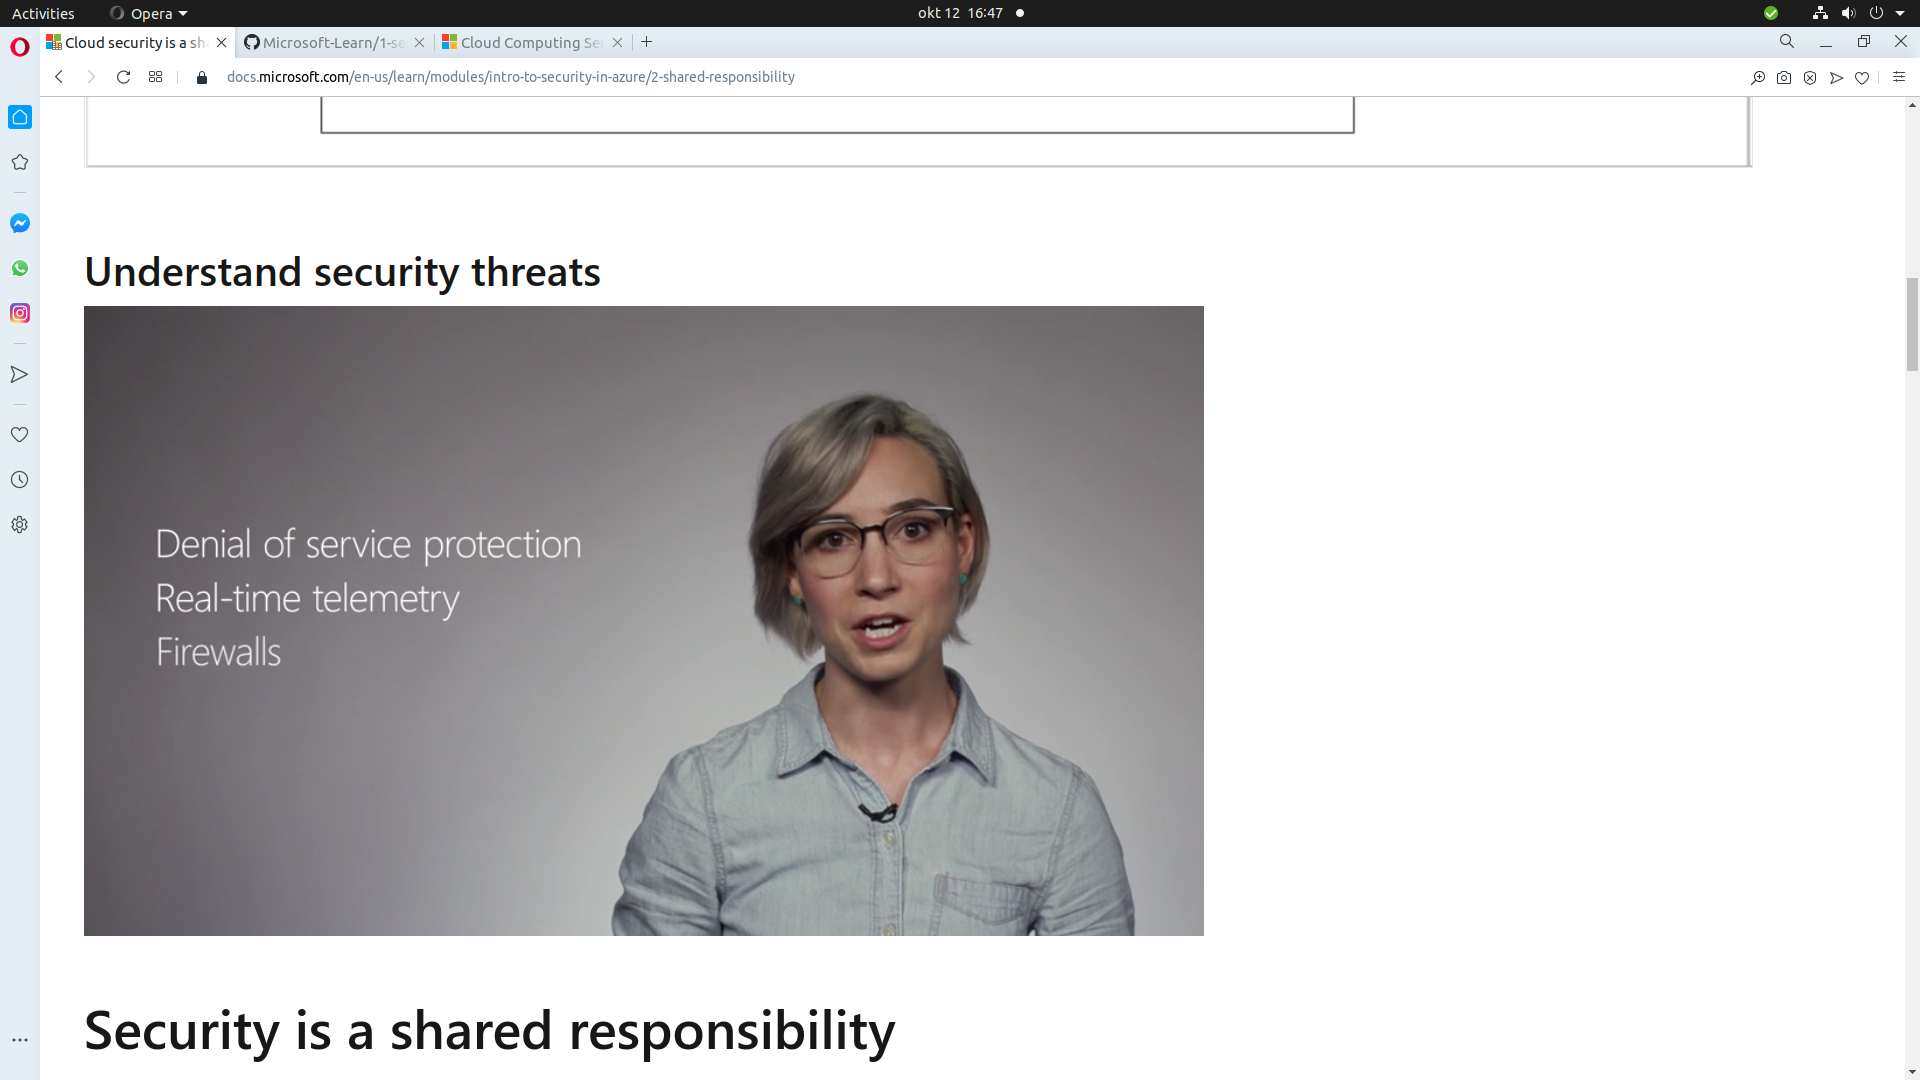 Activities
Opera
okt 12 16:47
Cloud security is a sh
Microsoft-Learn/1-se
Cloud Computing Se
docs.microsoft.com/en-us/learn/modules/intro-to-security-in-azure/2-shared-responsibility
Understand security threats
Denial of service protection
Real-time telemetry
Firewalls
Security is a shared responsibility